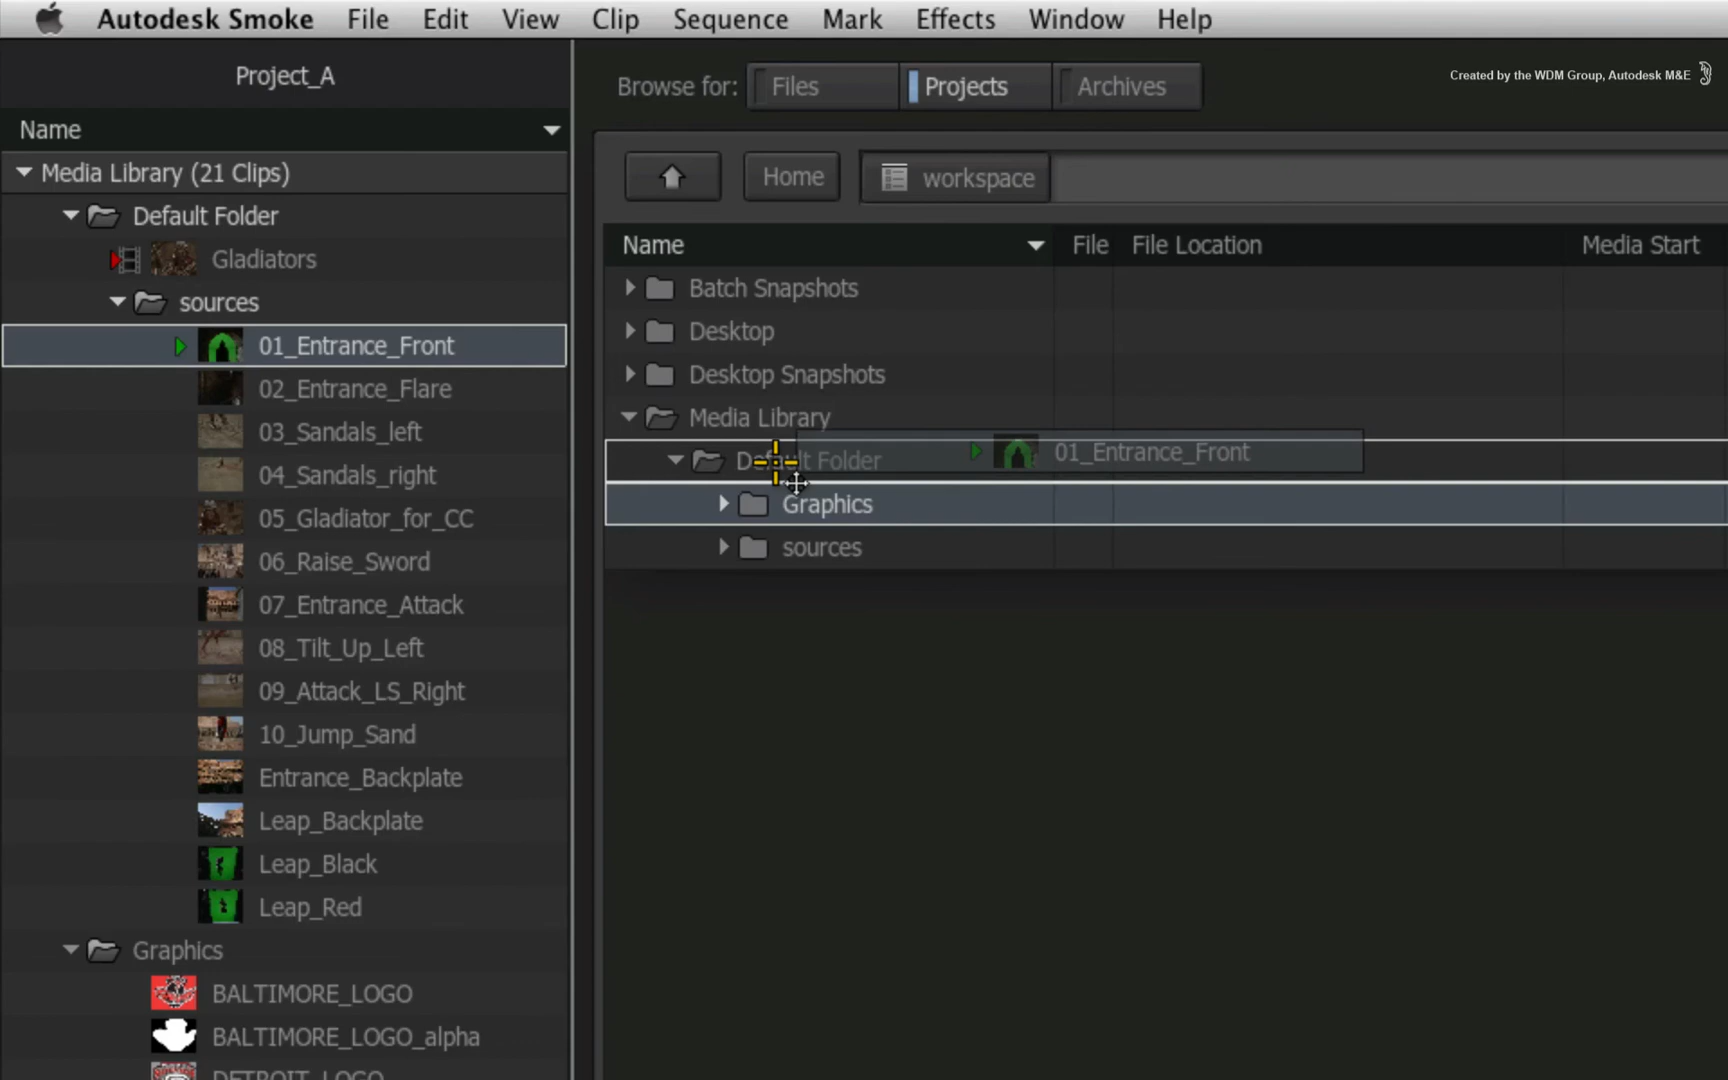 Autodesk Smoke File Edit View Clip Sequence Mark Effects Window Help
Project_A
Name
Media Library (21 Clips)
Default Folder
Gladiators
sources
01_Entrance_Front
02_Entrance_Flare
03_Sandals_left
04_Sandals_right
05_Gladiator_for_CC
06_Raise_Sword
07_Entrance_Attack
08_Tilt_Up_Left
09_Attack_LS_Right
10_Jump_Sand
Entrance_Backplate
Leap_Backplate
Leap_Black
Leap_Red
Graphics
BALTIMORE_LOGO
BALTIMORE_LOGO_alpha
DETROIT_LOGO
Browse for: Files Projects Archives
Created by the WDM Group, Autodesk M&E
Home workspace
Name File File Location Media Start
Batch Snapshots
Desktop
Desktop Snapshots
Media Library
Default Folder
01_Entrance_Front
Graphics
sources